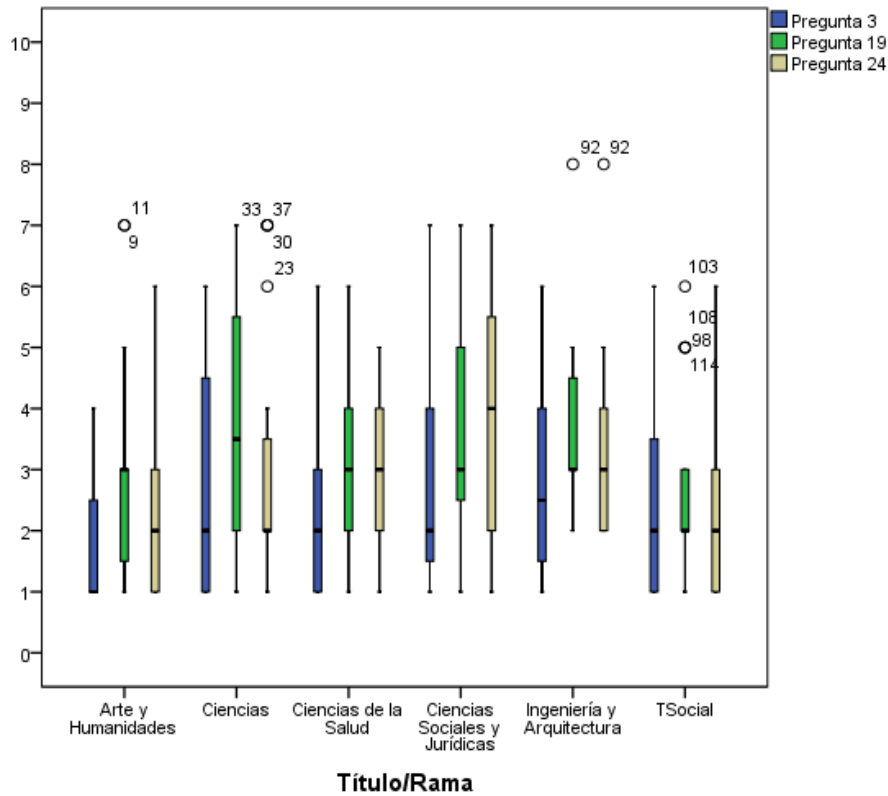 Pregunta 3
Pregunta 19
Pregunta 24
10
9
8
7
6
5
4
3
2
1
0
11
9
33 37
30
23
92 92
103
108
98
114
Arte y
Humanidades
Ciencias
Ciencias de la
Salud
Ciencias
Sociales y
Jurídicas
Ingeniería y
Arquitectura
TSocial
Título/Rama